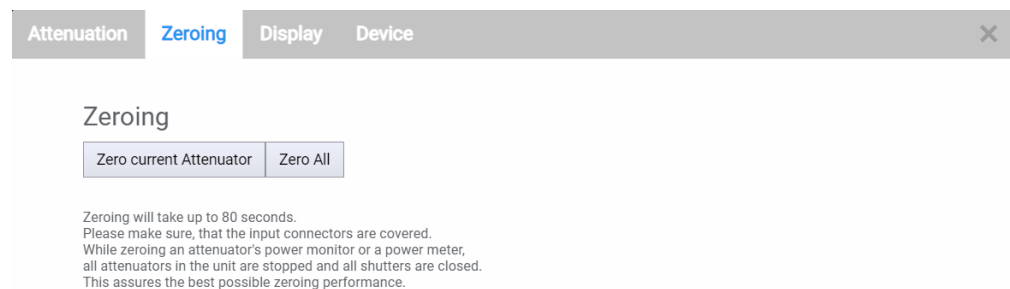 Attenuation Zeroing Display Device
Zeroing
Zero current Attenuator Zero All
Zeroing will take up to 80 seconds.
Please make sure, that the input connectors are covered.
While zeroing an attenuator's power monitor or a power meter,
all attenuators in the unit are stopped and all shutters are closed.
This assures the best possible zeroing performance.